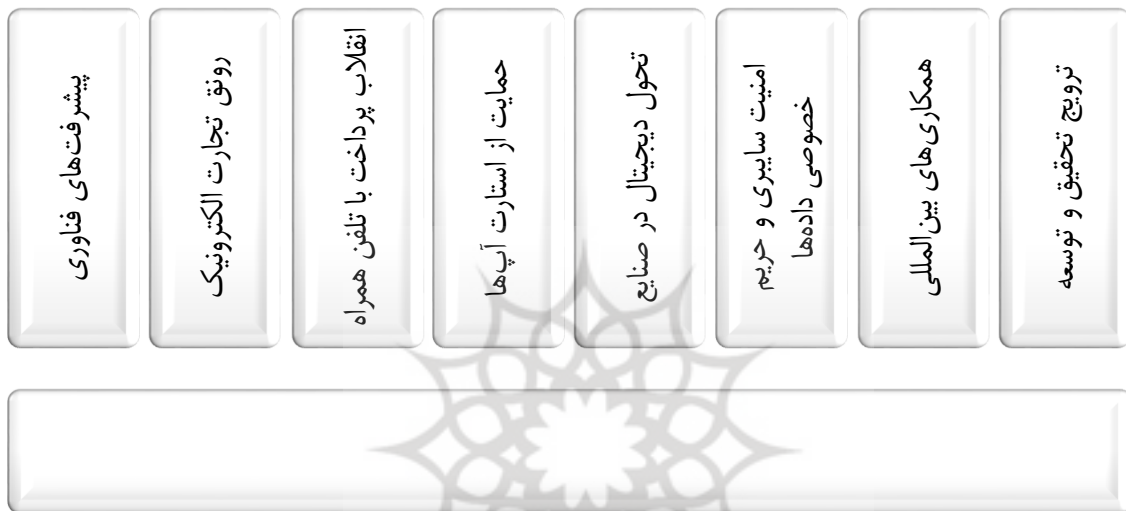 ترویج تحقیق و توسعه
همکاری‌های بین‌المللی
امنیت سایبری و حریم
خصوصی داده‌ها
تحول دیجیتال در صنایع
حمایت از استارت آپ‌ها
انقلاب پرداخت با تلفن همراه
رونق تجارت الکترونیک
پیشرفت‌های فناوری